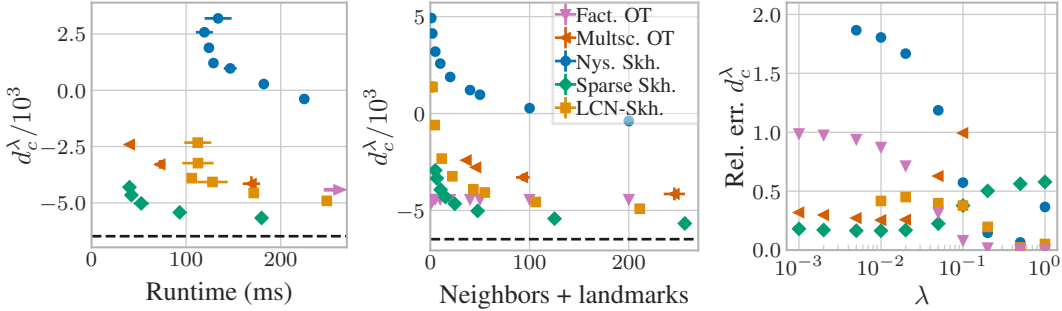 2.5
0.0
−2.5
−5.0
d_c^λ/10^3
0
100
200
Runtime (ms)
5
0
−5
d_c^λ/10^3
0
100
200
Neighbors + landmarks
Fact. OT
Multsc. OT
Nys. Skh.
Sparse Skh.
LCN-Skh.
2.0
1.5
1.0
0.5
0.0
Rel. err. d_c^λ
10^−3
10^−2
10^−1
10^0
λ